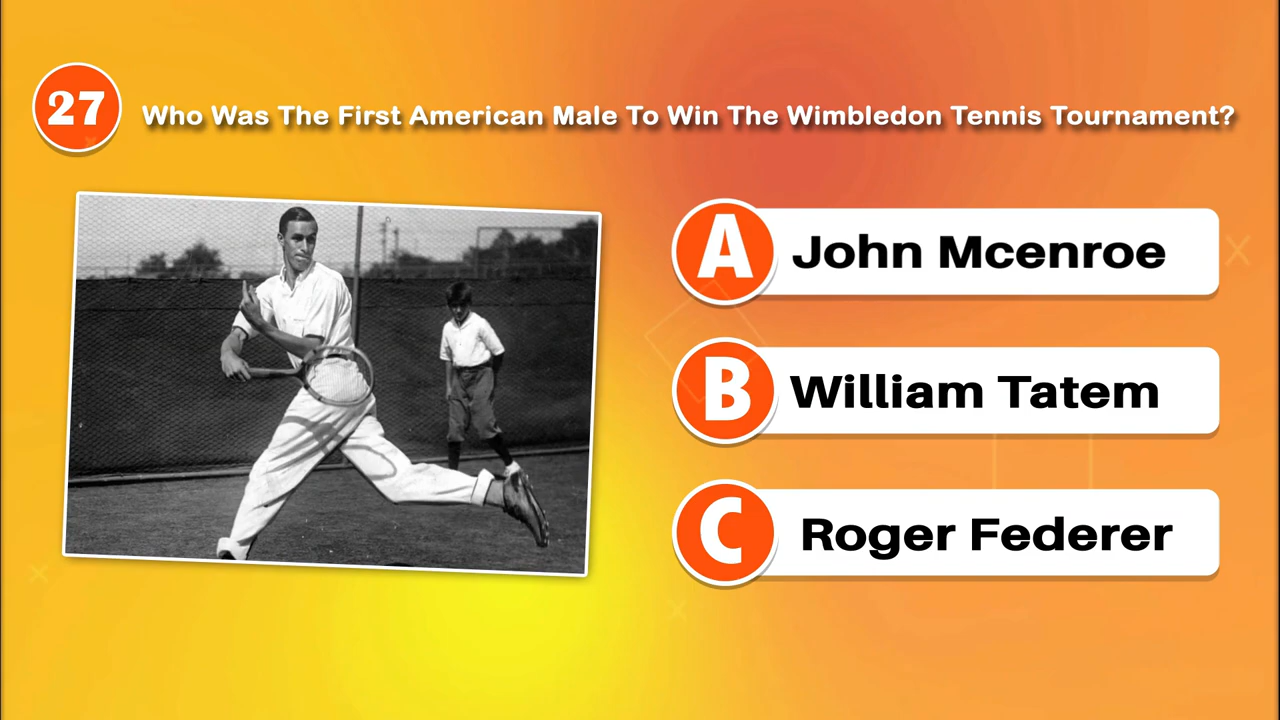 27
Who Was The First American Male To Win The Wimbledon Tennis Tournament?
A John Mcenroe
B William Tatem
C Roger Federer